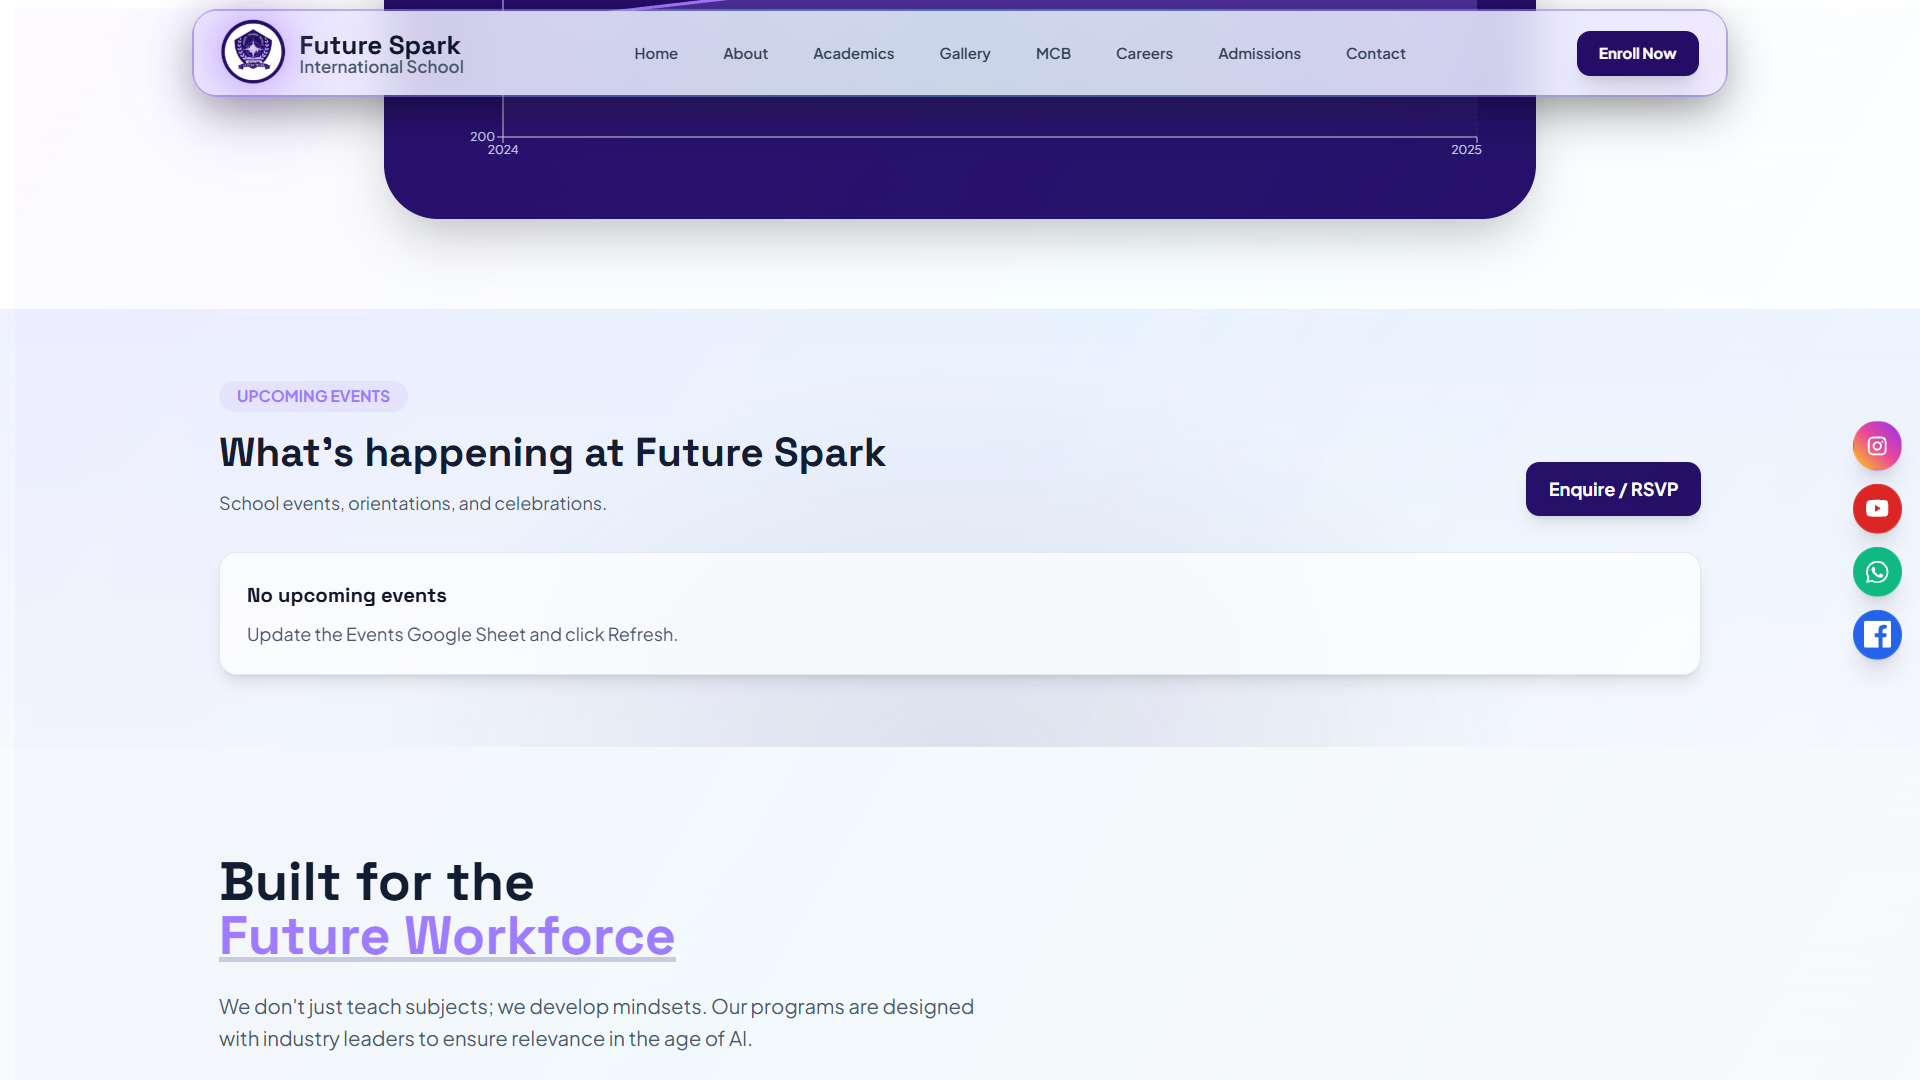 Future Spark
International School
Home
About
Academics
Gallery
MCB
Careers
Admissions
Contact
Enroll Now
200
2024
2025
UPCOMING EVENTS
What’s happening at Future Spark
School events, orientations, and celebrations.
Enquire / RSVP
No upcoming events
Update the Events Google Sheet and click Refresh.
Built for the
Future Workforce
We don't just teach subjects; we develop mindsets. Our programs are designed
with industry leaders to ensure relevance in the age of AI.